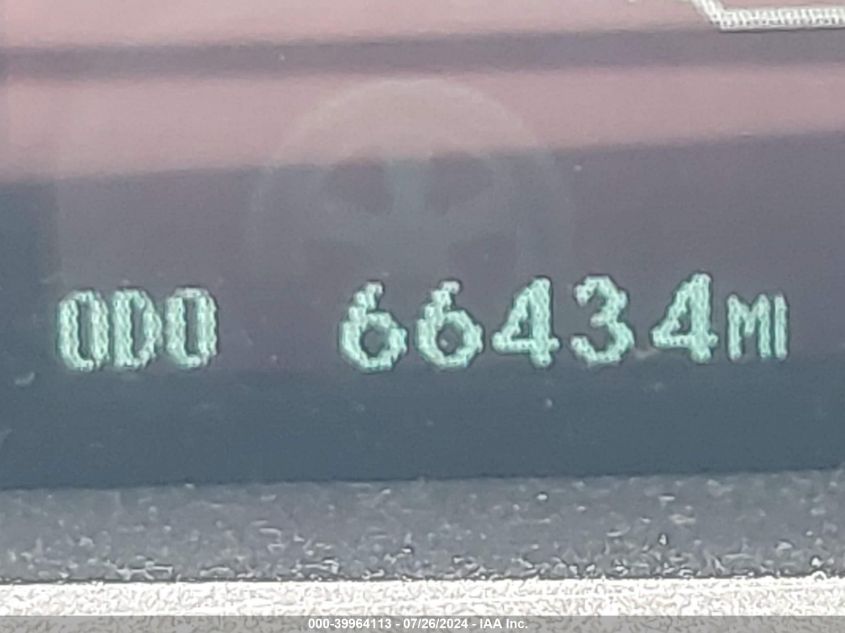 ODO 66434MI
000-39964113 - 07/26/2024 - IAA Inc.